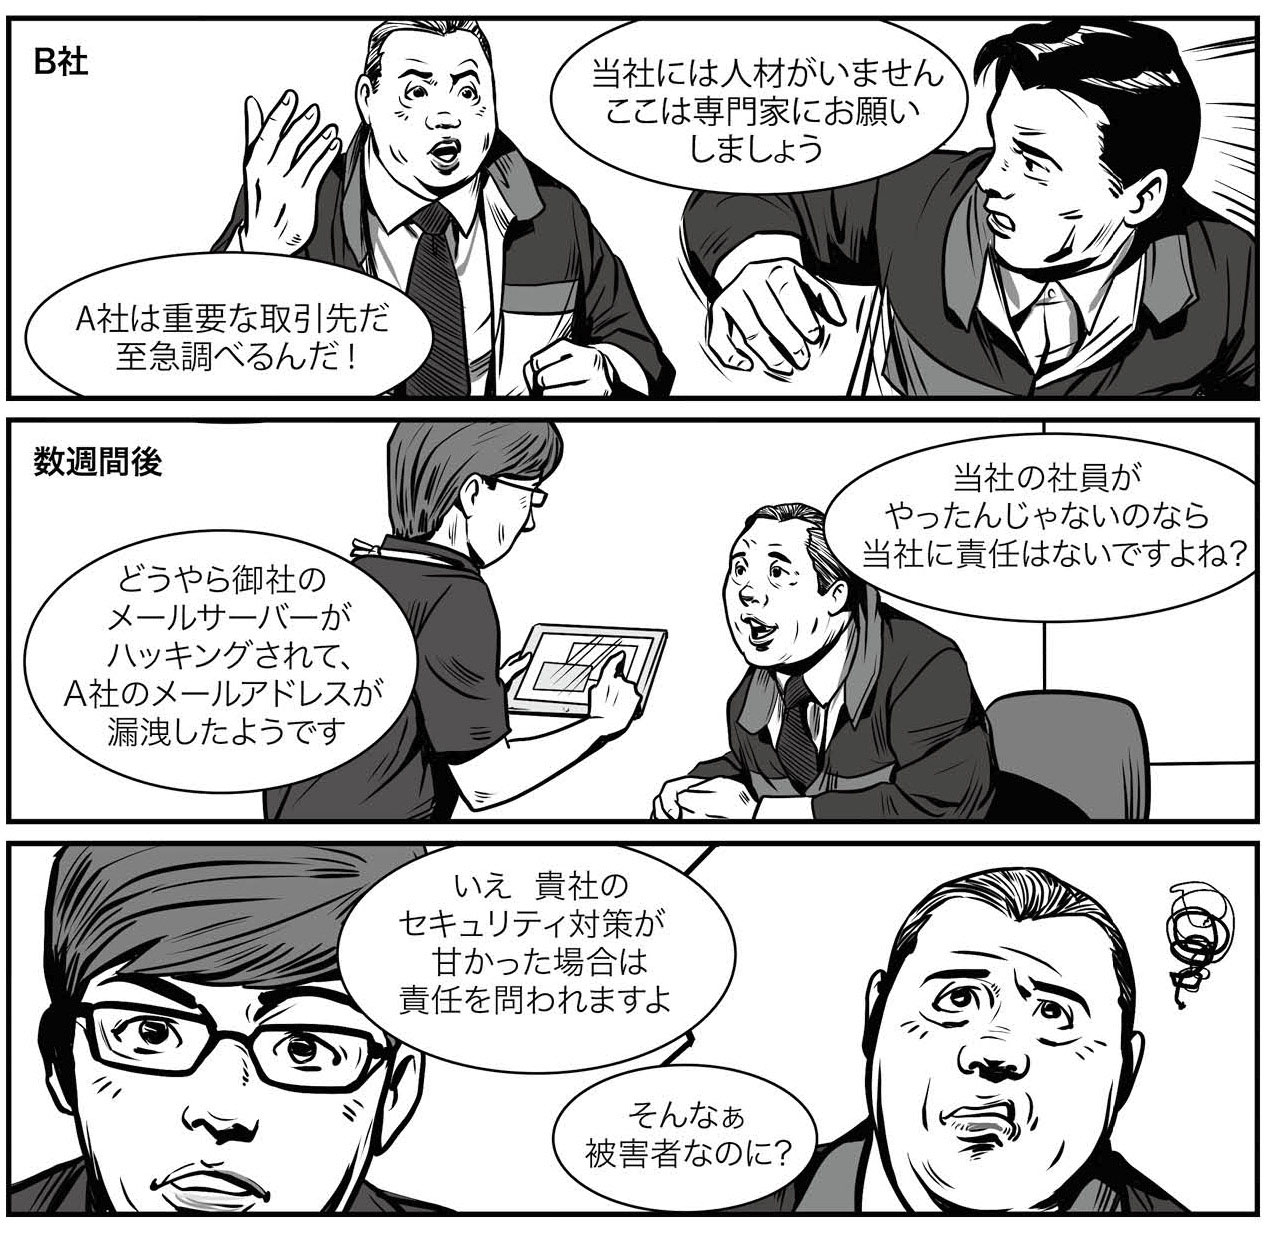 B社
A社は重要な取引先だ
至急調べるんだ！
当社には人材がいません
ここは専門家にお願い
しましょう
数週間後
どうやら御社の
メールサーバーが
ハッキングされて、
A社のメールアドレスが
漏洩したようです
当社の社員が
やったんじゃないのなら
当社に責任はないですよね？
いえ 貴社の
セキュリティ対策が
甘かった場合は
責任を問われますよ
そんなぁ
被害者なのに？